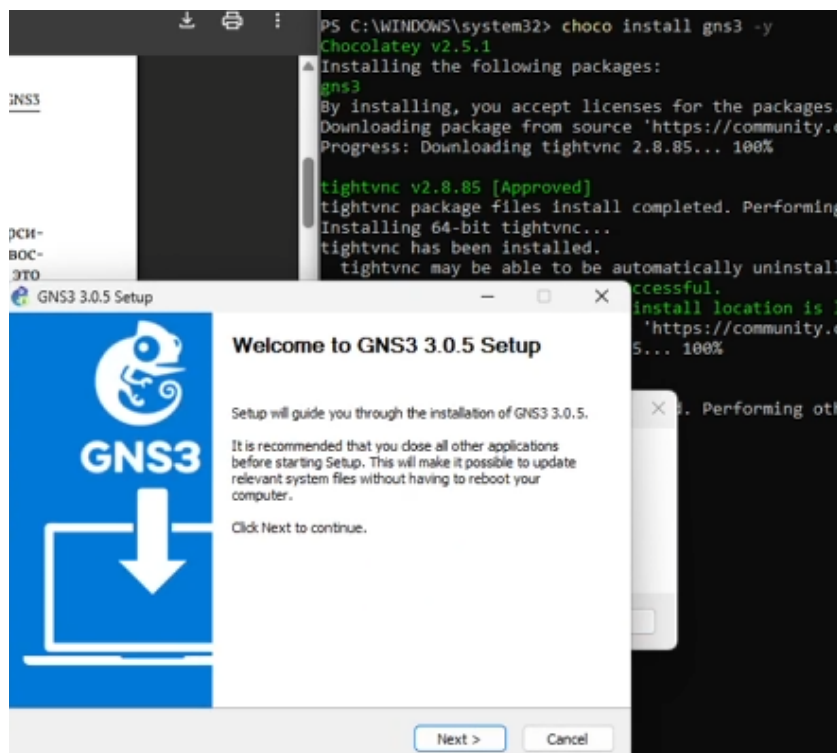 GNS3
рси-
вос-
это
PS C:\WINDOWS\system32> choco install gns3 -y
Chocolatey v2.5.1
Installing the following packages:
gns3
By installing, you accept licenses for the packages
Downloading package from source 'https://community.
Progress: Downloading tightvnc 2.8.85... 100%
tightvnc v2.8.85 [Approved]
tightvnc package files install completed. Performing
Installing 64-bit tightvnc...
tightvnc has been installed.
tightvnc may be able to be automatically uninstal
ccessful.
install location is
'https://community.
5... 100%
d. Performing oth
GNS3 3.0.5 Setup
GNS3
Welcome to GNS3 3.0.5 Setup
Setup will guide you through the installation of GNS3 3.0.5.
It is recommended that you close all other applications
before starting Setup. This will make it possible to update
relevant system files without having to reboot your
computer.
Click Next to continue.
Next >
Cancel